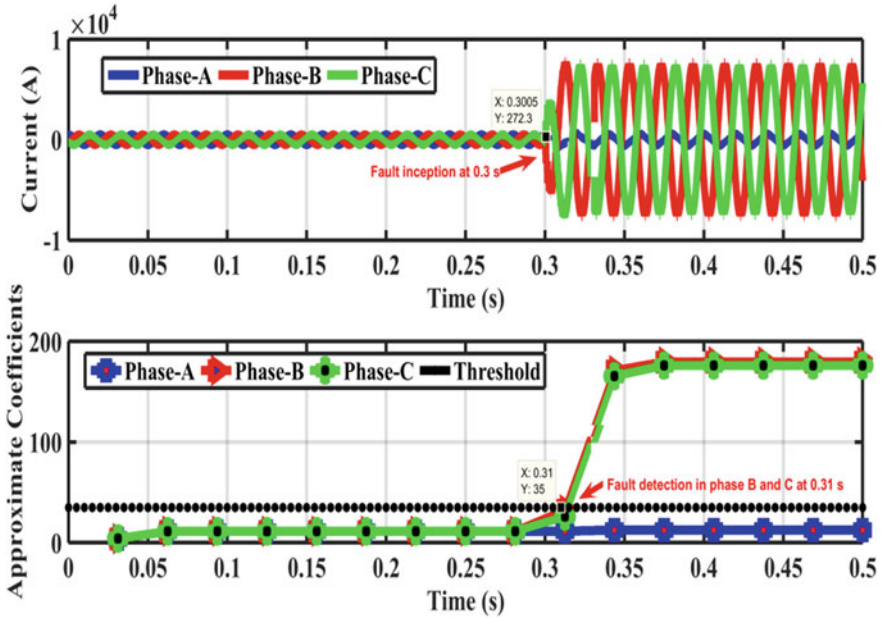 1 ×10⁴
Phase-A Phase-B Phase-C
X: 0.3005
Y: 272.3
0
Fault inception at 0.3 s
-1
Current (A)
0 0.05 0.1 0.15 0.2 0.25 0.3 0.35 0.4 0.45 0.5
Time (s)
200
Phase-A Phase-B Phase-C Threshold
100
X: 0.31
Y: 35
Fault detection in phase B and C at 0.31 s
0
Approximate Coefficients
0 0.05 0.1 0.15 0.2 0.25 0.3 0.35 0.4 0.45 0.5
Time (s)